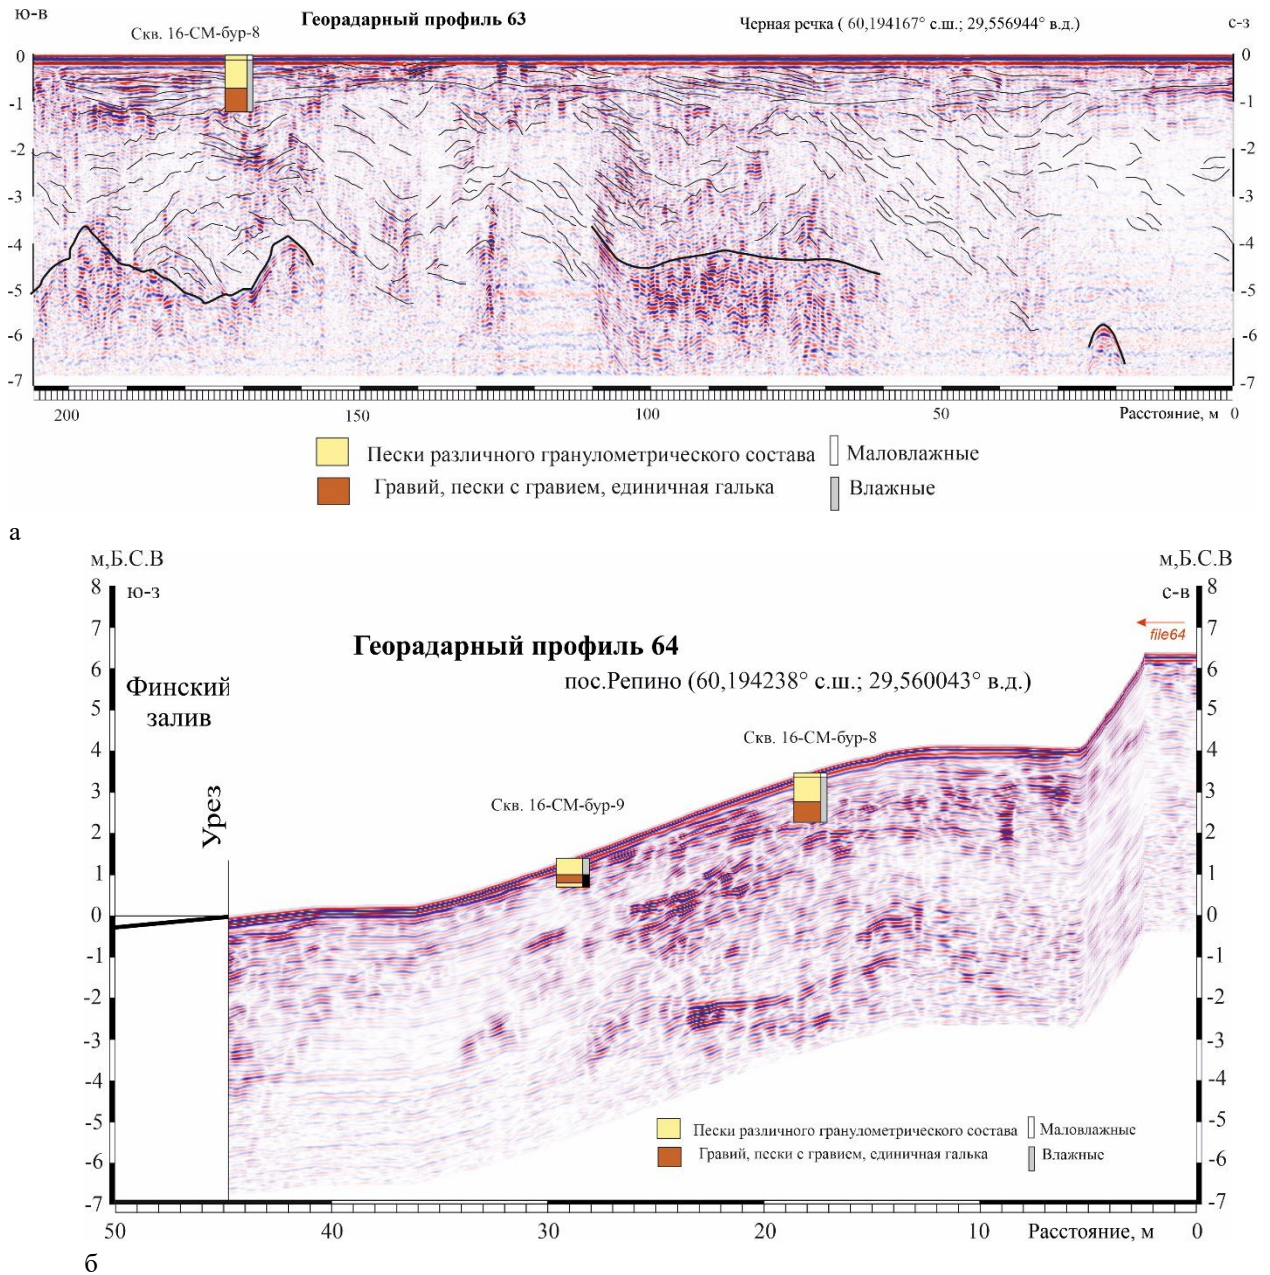 ю-в
Георадарный профиль 63
Черная речка ( 60,194167° с.ш.; 29,556944° в.д.)
с-з
Скв. 16-СМ-бур-8
0
-1
-2
-3
-4
-5
-6
-7
0
-1
-2
-3
-4
-5
-6
-7
200
150
100
50
Расстояние, м
0
Пески различного гранулометрического состава
Маловлажные
Гравий, пески с гравием, единичная галька
Влажные
а
м,Б.С.В
м,Б.С.В
8
7
6
5
4
3
2
1
0
-1
-2
-3
-4
-5
-6
-7
ю-з
с-в
8
7
6
5
4
3
2
1
0
-1
-2
-3
-4
-5
-6
-7
file64
Георадарный профиль 64
пос.Репино (60,194238° с.ш.; 29,560043° в.д.)
Финский
залив
Урез
Скв. 16-СМ-бур-8
Скв. 16-СМ-бур-9
Пески различного гранулометрического состава
Маловлажные
Гравий, пески с гравием, единичная галька
Влажные
50
40
30
20
10
Расстояние, м
0
б